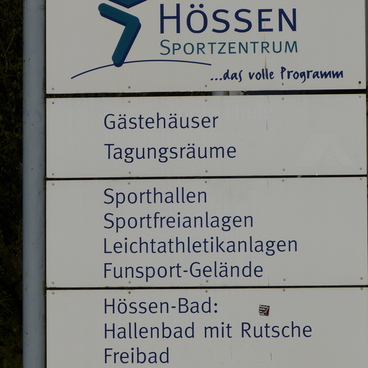 HÖSSEN
SPORTZENTRUM
...das volle Programm
Gästehäuser
Tagungsräume
Sporthallen
Sportfreianlagen
Leichtathletikanlagen
Funsport-Gelände
Hössen-Bad:
Hallenbad mit Rutsche
Freibad